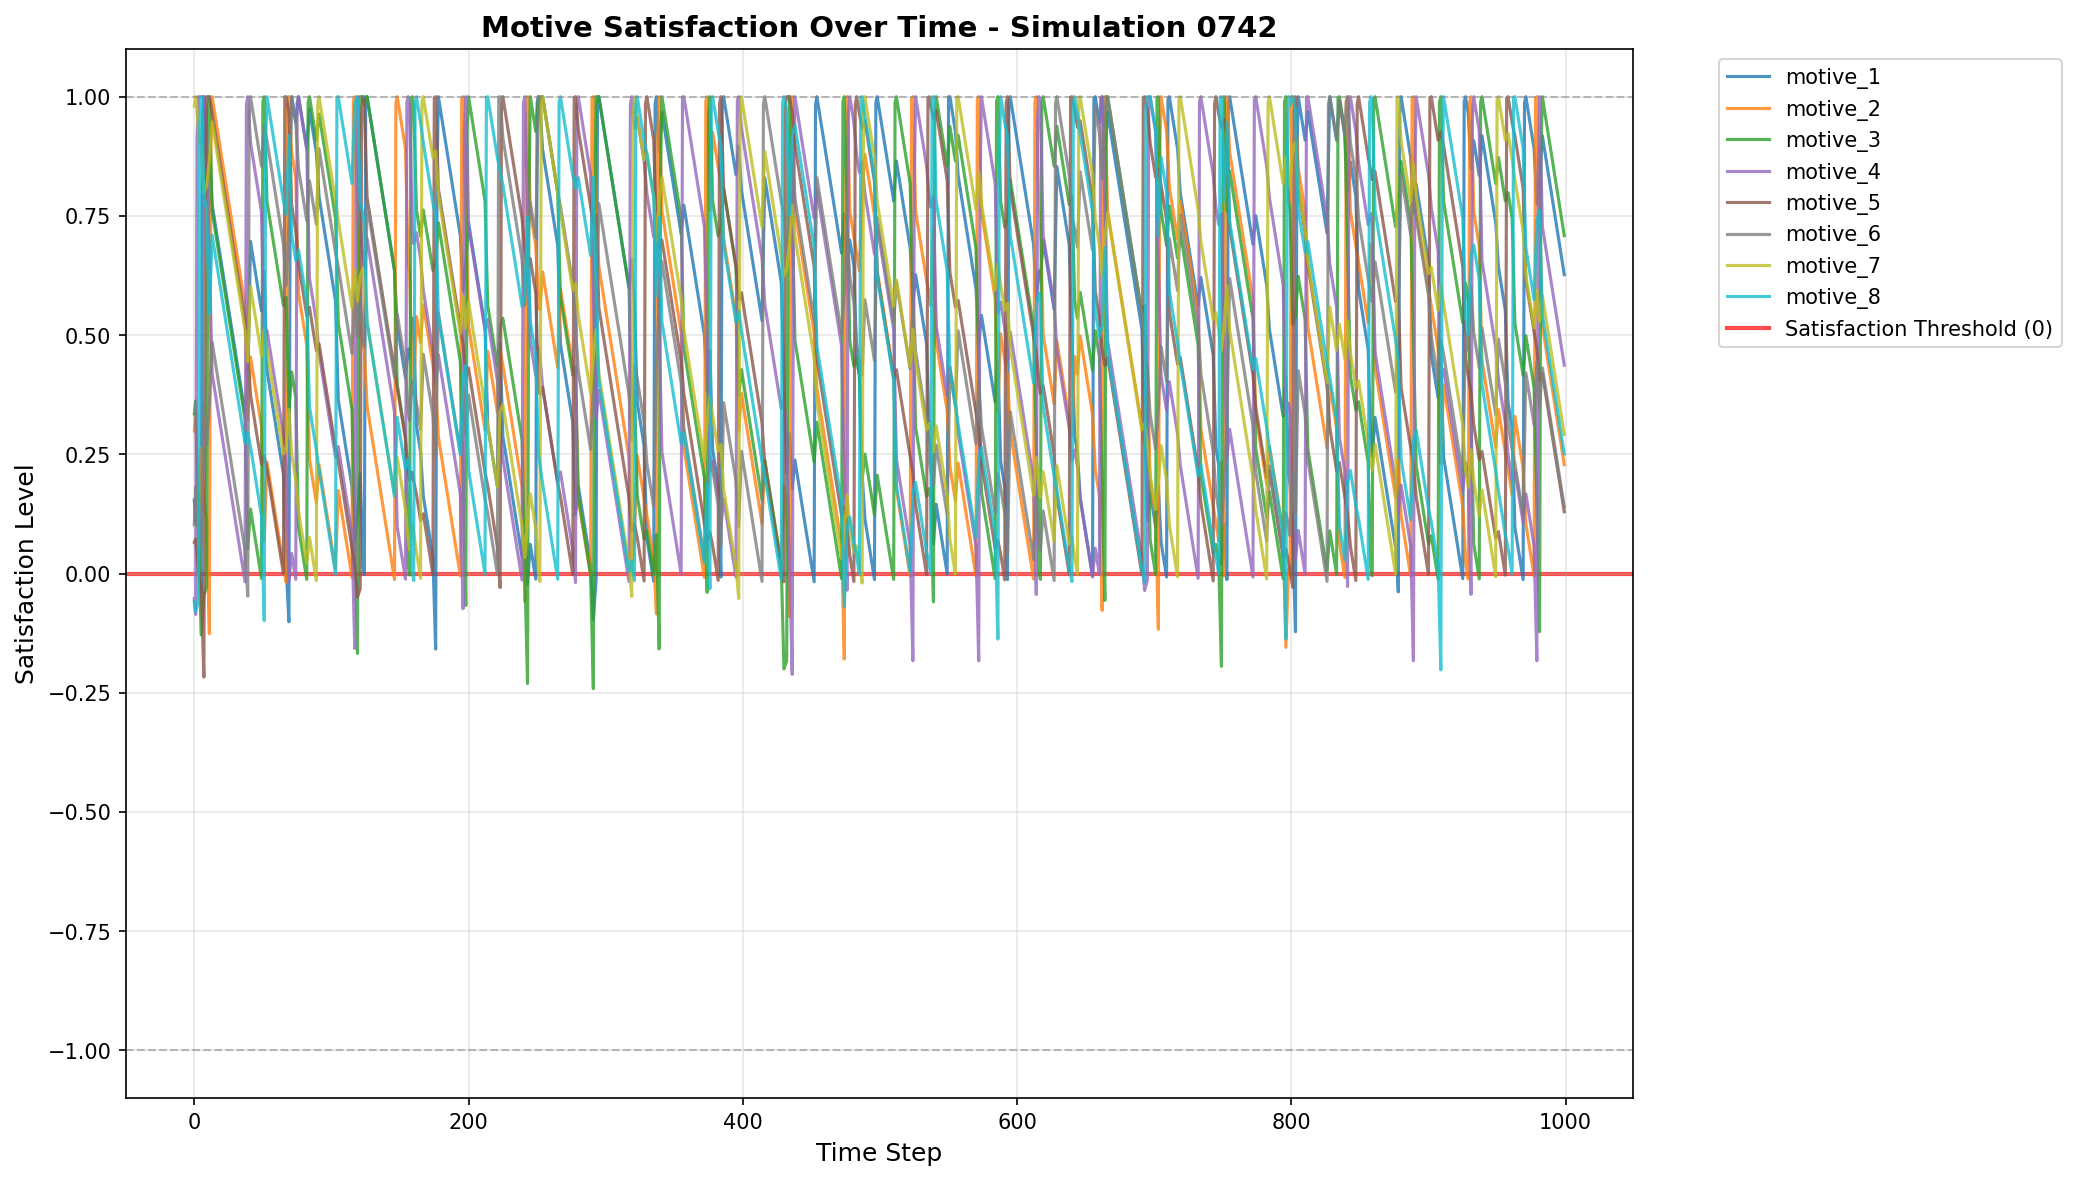 Motive Satisfaction Over Time - Simulation 0742
1.00
0.75
0.50
0.25
0.00
−0.25
−0.50
−0.75
−1.00
Satisfaction Level
0
200
400
600
800
1000
Time Step
motive_1
motive_2
motive_3
motive_4
motive_5
motive_6
motive_7
motive_8
Satisfaction Threshold (0)